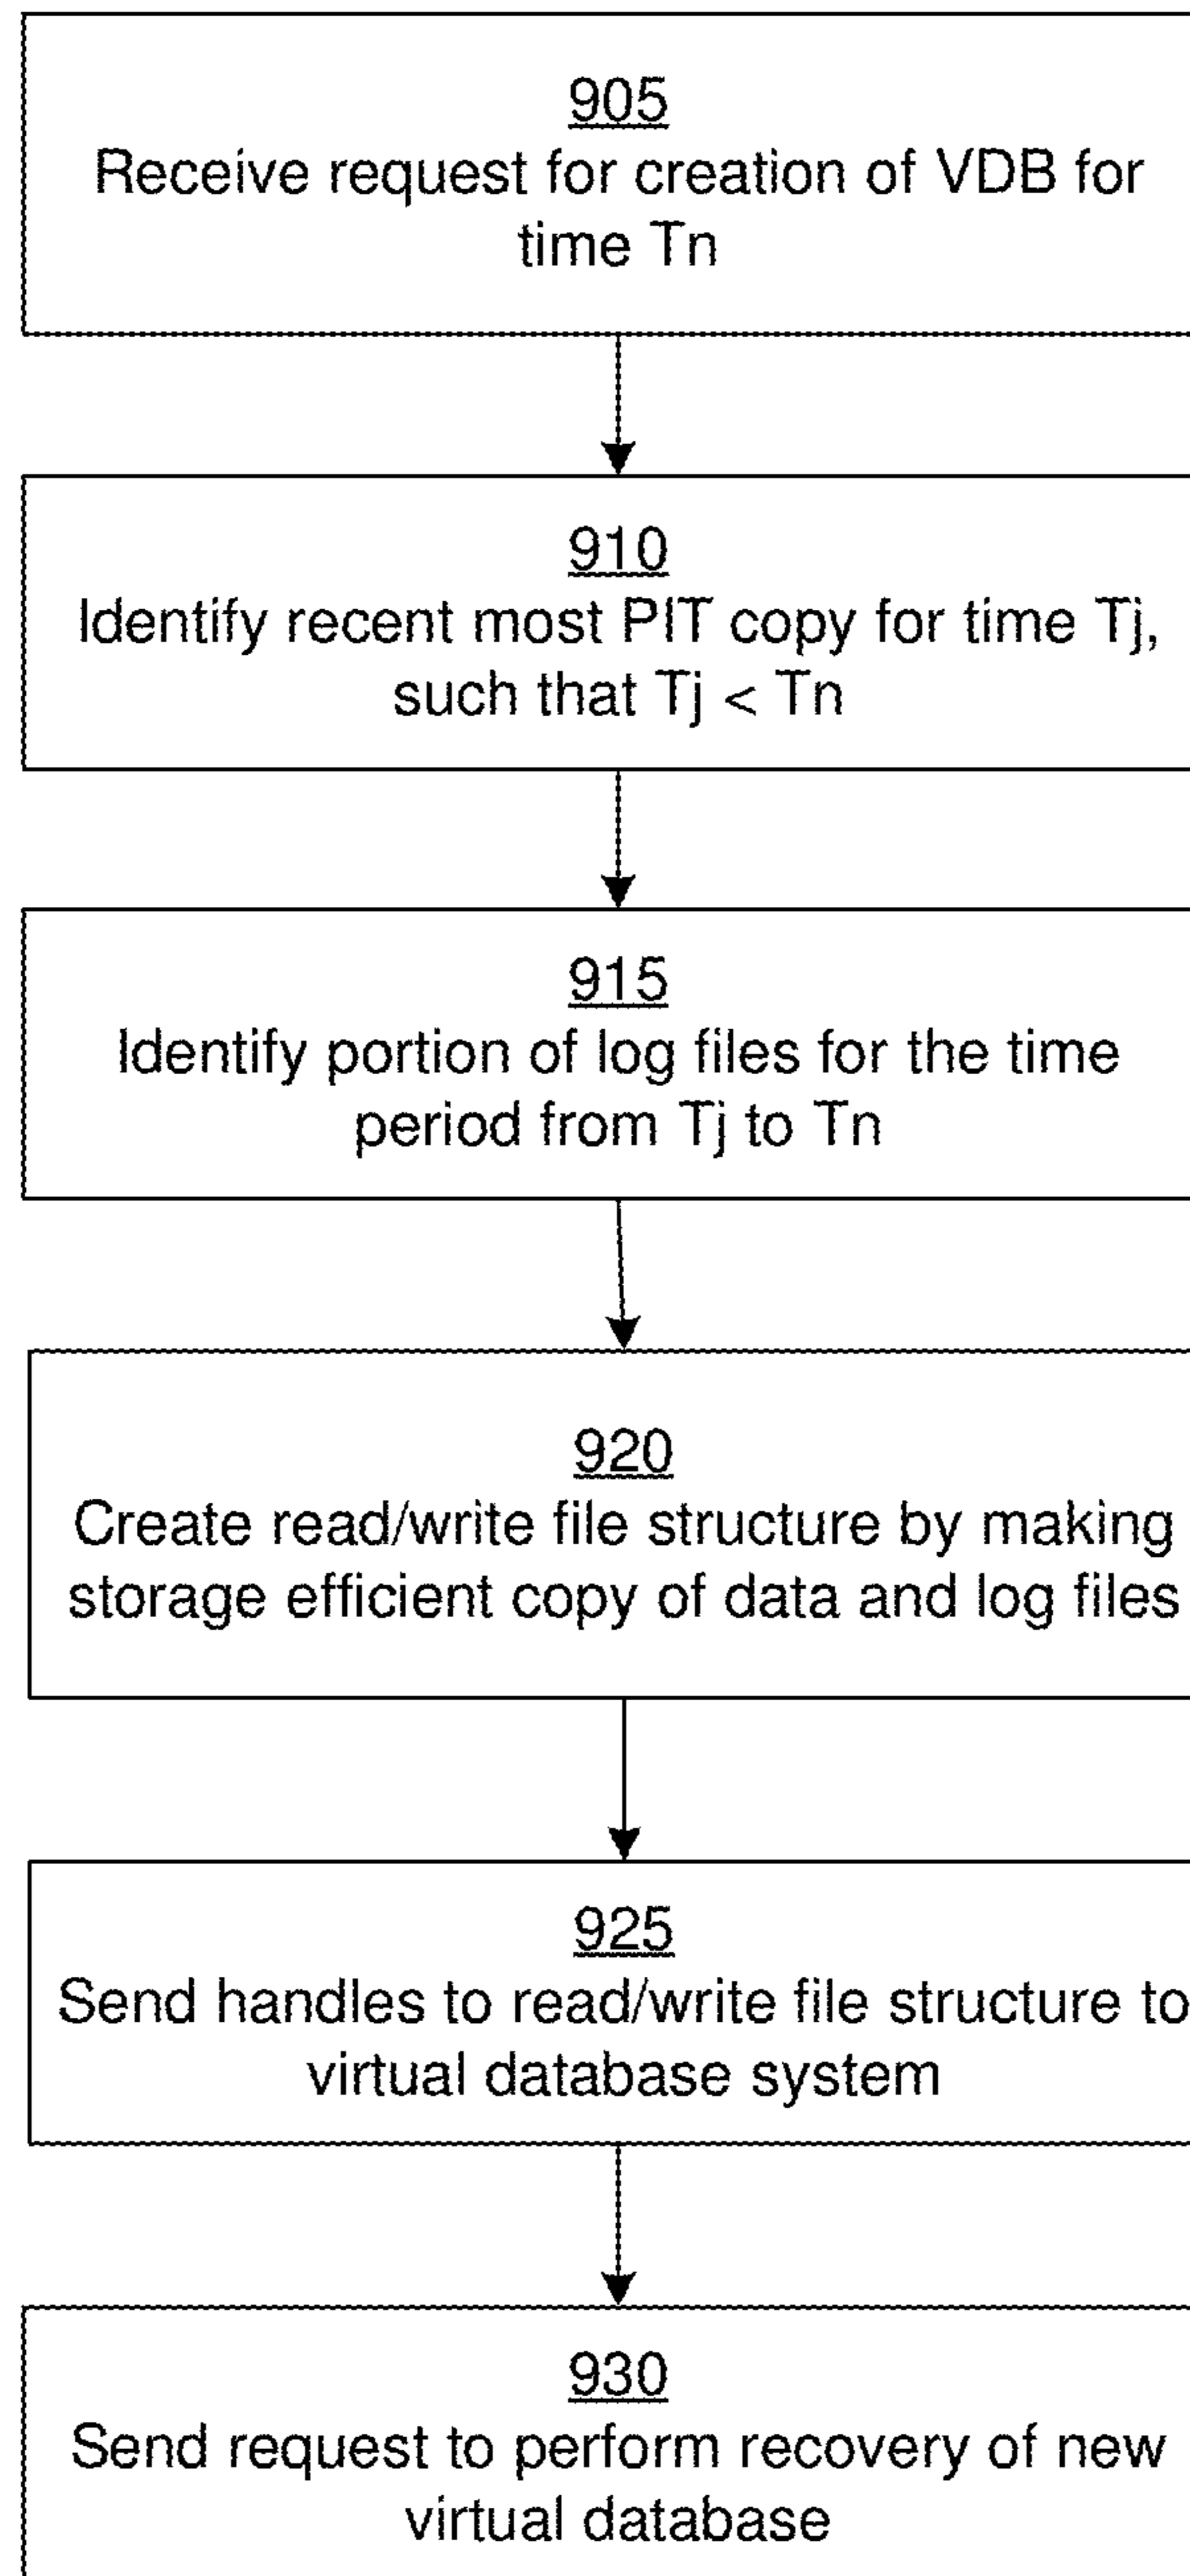 905
Receive request for creation of VDB for
time Tn
910
Identify recent most PIT copy for time Tj,
such that Tj < Tn
915
Identify portion of log files for the time
period from Tj to Tn
920
Create read/write file structure by making
storage efficient copy of data and log files
925
Send handles to read/write file structure to
virtual database system
930
Send request to perform recovery of new
virtual database